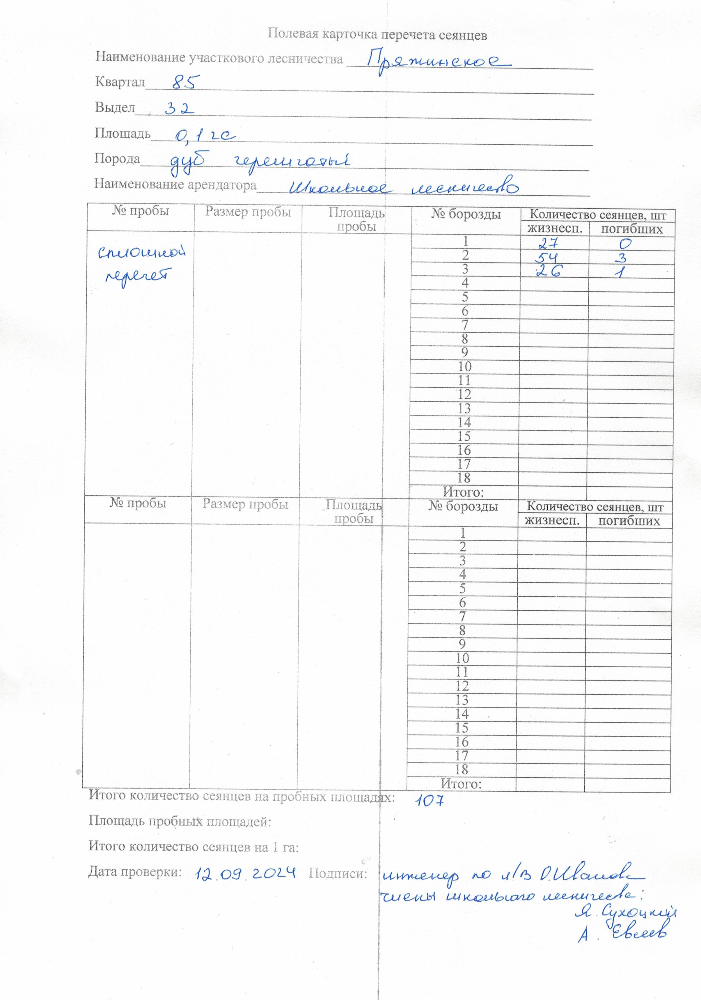 Полевая карточка перечета сеянцев
Наименование участкового лесничества Пряжинское
Квартал 85
Выдел 32
Площадь 0,1 га
Порода дуб черешчатый
Наименование арендатора Школьное лесничество
№ пробы Размер пробы Площадь пробы № борозды Количество сеянцев, шт
жизнесп. погибших
сплошной
перечет
1 27 0
2 54 3
3 26 1
4
5
6
7
8
9
10
11
12
13
14
15
16
17
18
Итого:
№ пробы Размер пробы Площадь пробы № борозды Количество сеянцев, шт
жизнесп. погибших
1
2
3
4
5
6
7
8
9
10
11
12
13
14
15
16
17
18
Итого:
Итого количество сеянцев на пробных площадях: 107
Площадь пробных площадей:
Итого количество сеянцев на 1 га:
Дата проверки: 12.09.2024 Подписи: инженер по л/в О.Иванова
члены школьного лесничества:
Я. Сухоцкий
А. Евсеев